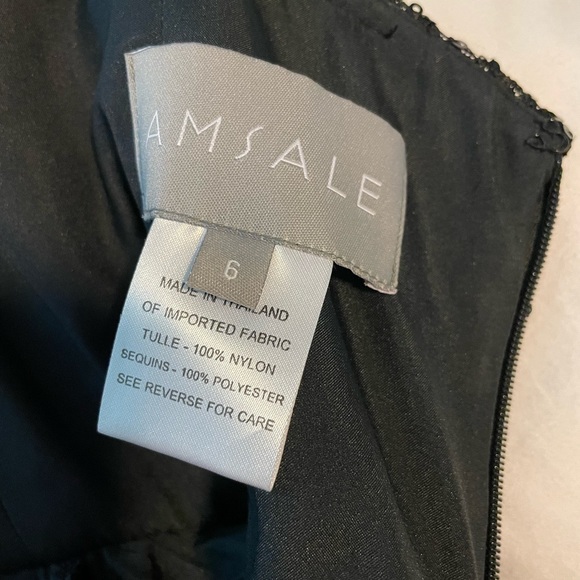 AMSALE
6
MADE IN THAILAND
OF IMPORTED FABRIC
TULLE - 100% NYLON
SEQUINS - 100% POLYESTER
SEE REVERSE FOR CARE